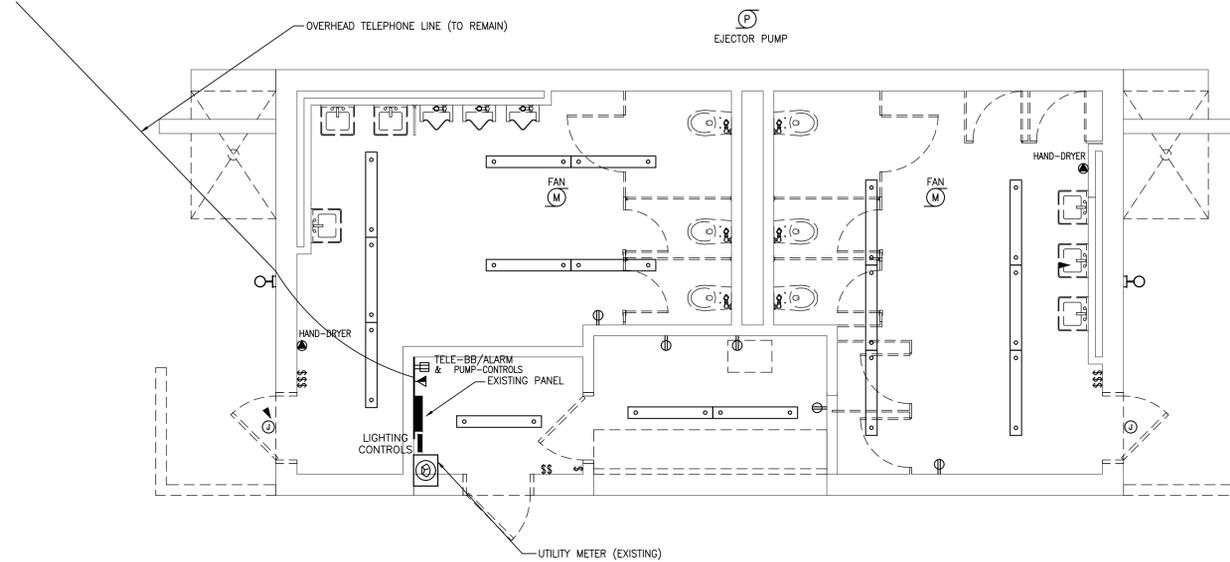 P
EJECTOR PUMP
OVERHEAD TELEPHONE LINE (TO REMAIN)
HAND-DRYER
FAN
M
FAN
M
HAND-DRYER
$$$
TELE-BB/ALARM
& PUMP-CONTROLS
EXISTING PANEL
$$$
LIGHTING
CONTROLS
J
J
$$
$
UTILITY METER (EXISTING)